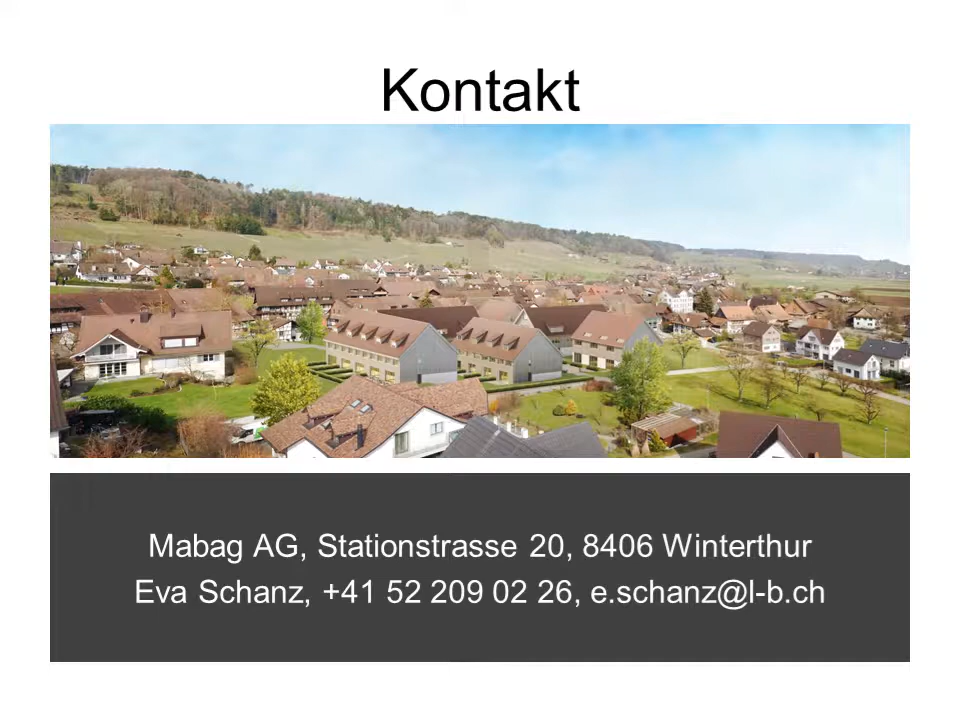 Kontakt
Mabag AG, Stationstrasse 20, 8406 Winterthur
Eva Schanz, +41 52 209 02 26, e.schanz@l-b.ch